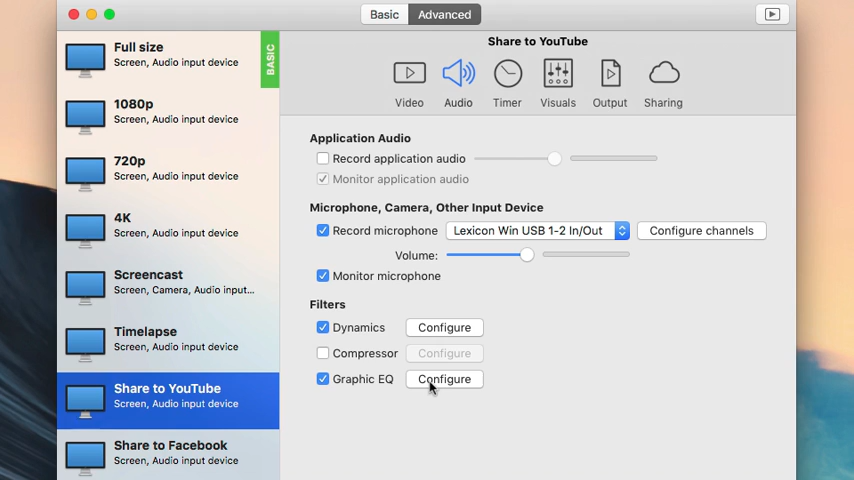 Basic Advanced
Full size
Screen, Audio input device
BASIC
1080p
Screen, Audio input device
720p
Screen, Audio input device
4K
Screen, Audio input device
Screencast
Screen, Camera, Audio input...
Timelapse
Screen, Audio input device
Share to YouTube
Screen, Audio input device
Share to Facebook
Screen, Audio input device
Share to YouTube
Video Audio Timer Visuals Output Sharing
Application Audio
Record application audio
Monitor application audio
Microphone, Camera, Other Input Device
Record microphone Lexicon Win USB 1-2 In/Out Configure channels
Volume:
Monitor microphone
Filters
Dynamics Configure
Compressor Configure
Graphic EQ Configure